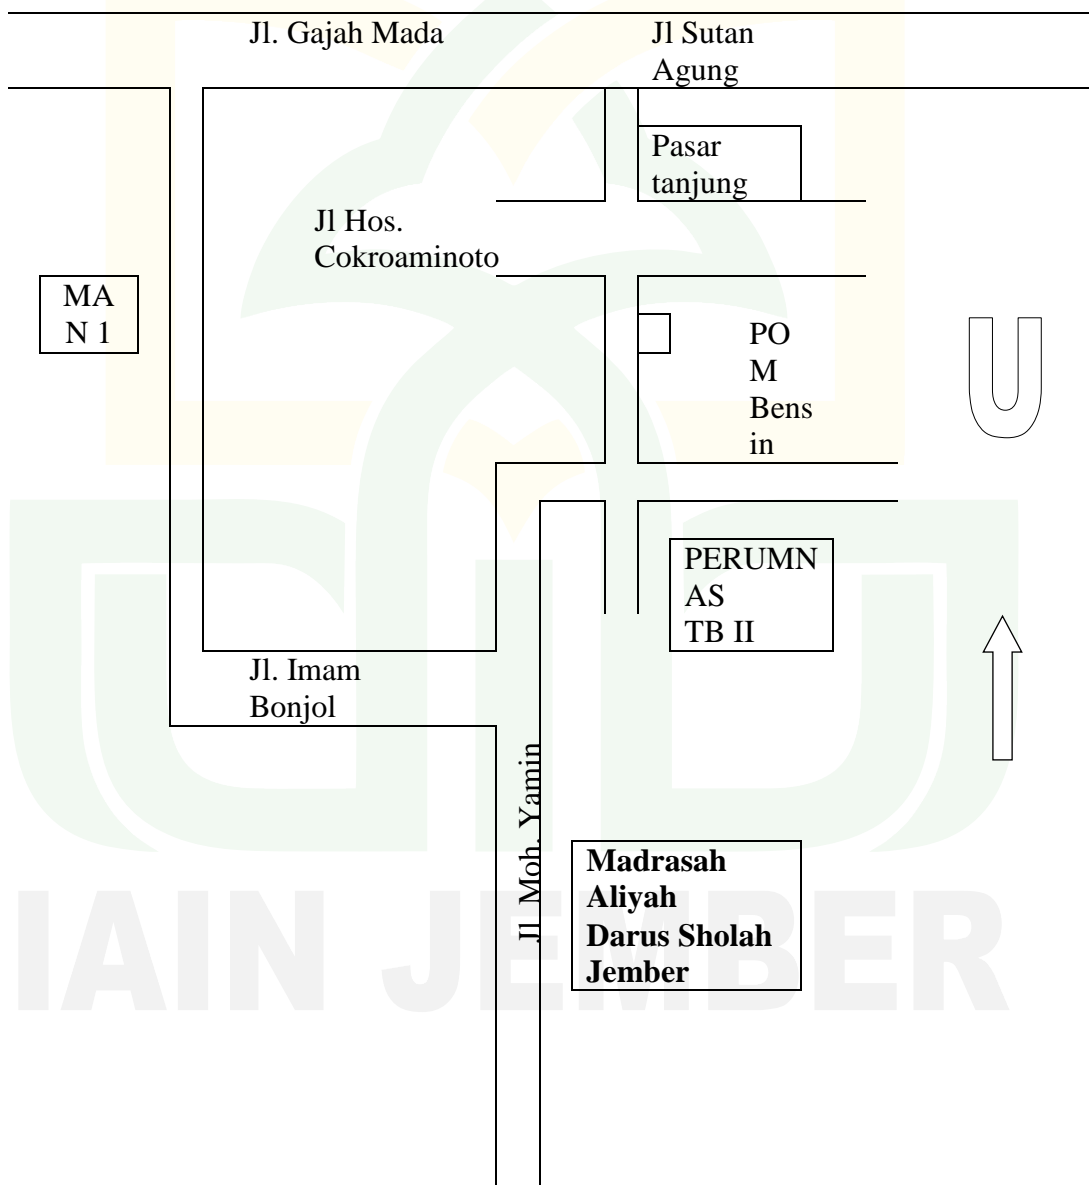 Jl. Gajah Mada
Jl Sutan
Agung
Pasar
tanjung
Jl Hos.
Cokroaminoto
MA
N 1
PO
M
Bens
in
U
PERUMN
AS
TB II
Jl. Imam
Bonjol
Jl Moh. Yamin
Madrasah
Aliyah
Darus Sholah
Jember
IAIN JEMBER